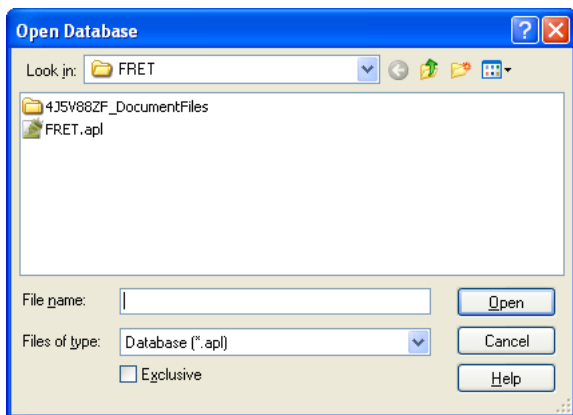 Open Database
Look in: FRET
4J5V88ZF_DocumentFiles
FRET.apl
File name: Open
Files of type: Database (*.apl) Cancel
Exclusive Help